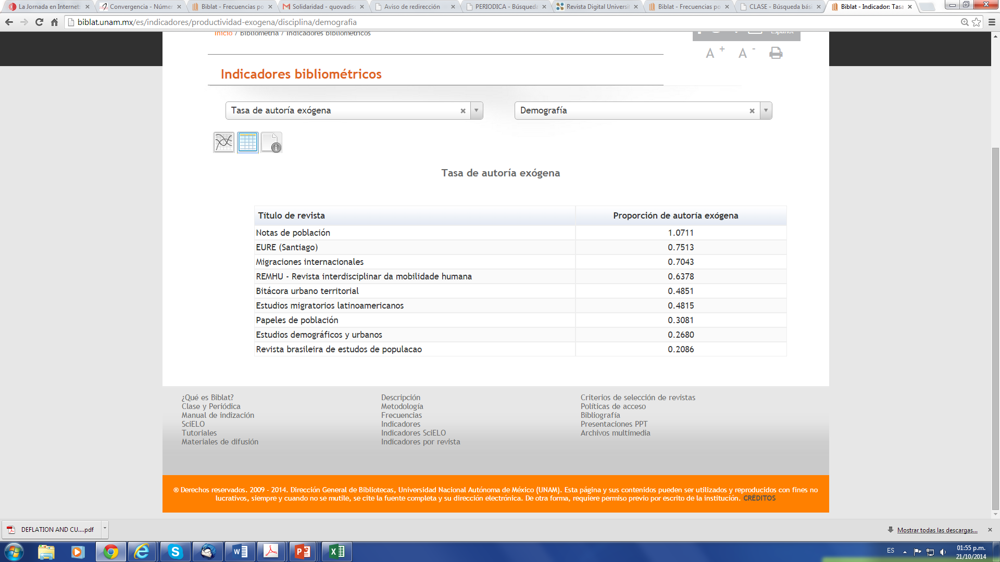 La Jornada en Internet:
Convergencia - Númer
Biblat - Frecuencias po
Solidaridad - quovadis
Aviso de redirección
PERIODICA - Búsqueda
Revista Digital Universit
Biblat - Frecuencias po
CLASE - Búsqueda bási
Biblat - Indicador: Tasa
biblat.unam.mx/es/indicadores/productividad-exogena/disciplina/demografia
Inicio / Bibliometría / Indicadores bibliométricos
Español
A + A -
Indicadores bibliométricos
Tasa de autoría exógena
Demografía
Tasa de autoría exógena
Título de revista Proporción de autoría exógena
Notas de población 1.0711
EURE (Santiago) 0.7513
Migraciones internacionales 0.7043
REMHU - Revista interdisciplinar da mobilidade humana 0.6378
Bitácora urbano territorial 0.4851
Estudios migratorios latinoamericanos 0.4815
Papeles de población 0.3081
Estudios demográficos y urbanos 0.2680
Revista brasileira de estudos de populacao 0.2086
¿Qué es Biblat?
Clase y Periódica
Manual de indización
SciELO
Tutoriales
Materiales de difusión
Descripción
Metodología
Frecuencias
Indicadores
Indicadores SciELO
Indicadores por revista
Criterios de selección de revistas
Políticas de acceso
Bibliografía
Presentaciones PPT
Archivos multimedia
® Derechos reservados. 2009 - 2014. Dirección General de Bibliotecas, Universidad Nacional Autónoma de México (UNAM). Esta página y sus contenidos pueden ser utilizados y reproducidos con fines no
lucrativos, siempre y cuando no se mutile, se cite la fuente completa y su dirección electrónica. De otra forma, requiere permiso previo por escrito de la institución. CRÉDITOS
DEFLATION AND CU....pdf
Mostrar todas las descargas...
ES
01:55 p.m.
21/10/2014